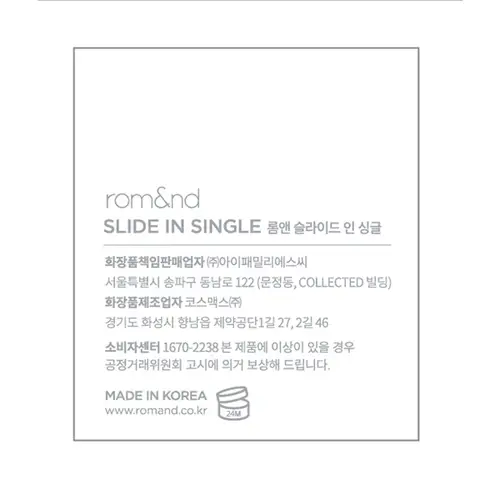 rom&nd
SLIDE IN SINGLE 롬앤 슬라이드 인 싱글
화장품책임판매업자 ㈜아이패밀리에스씨
서울특별시 송파구 동남로 122 (문정동, COLLECTED 빌딩)
화장품제조업자 코스맥스㈜
경기도 화성시 향남읍 제약공단1길 27, 2길 46
소비자센터 1670-2238 본 제품에 이상이 있을 경우
공정거래위원회 고시에 의거 보상해 드립니다.
MADE IN KOREA
www.romand.co.kr
24M